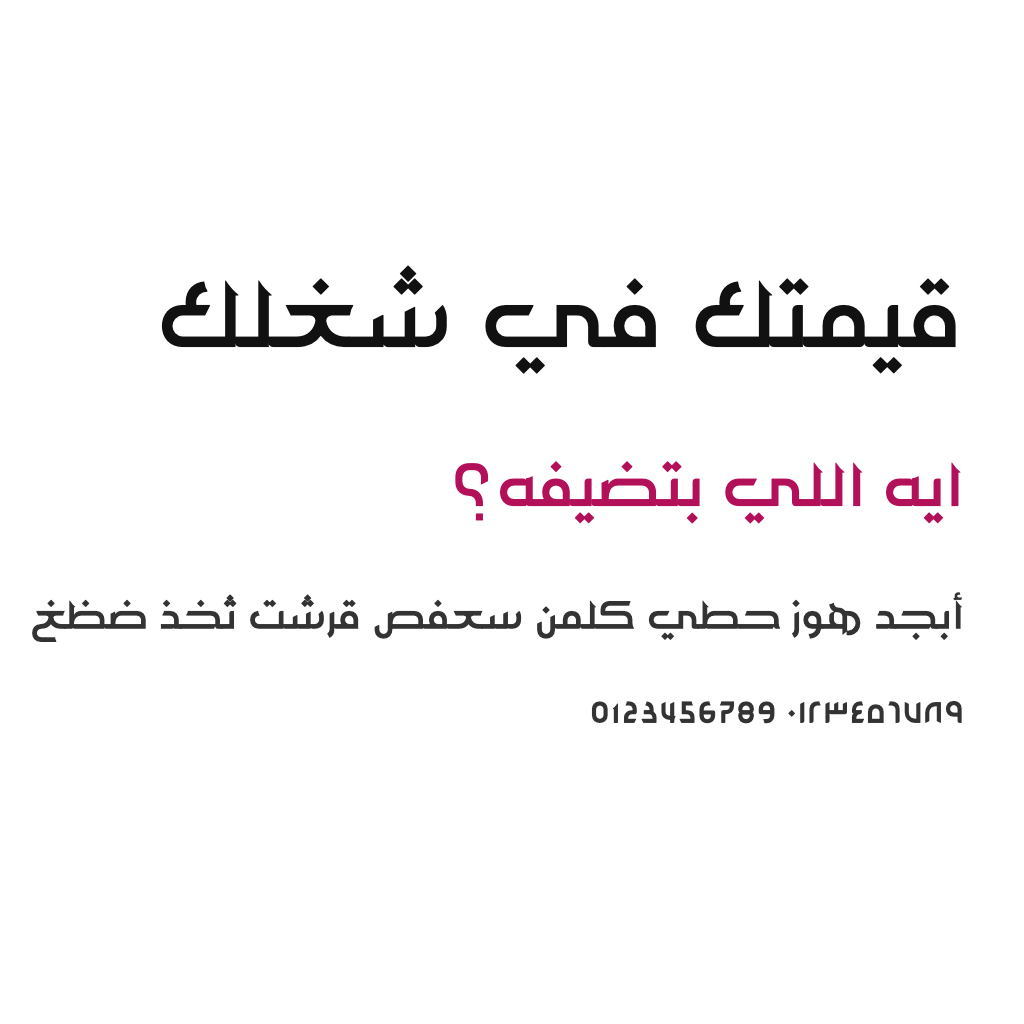 قيمتك في شغلك
ايه اللي بتضيفه؟
أبجد هوز حطي كلمن سعفص قرشت ثخذ ضظغ
0123456789 ٠١٢٣٤٥٦٧٨٩